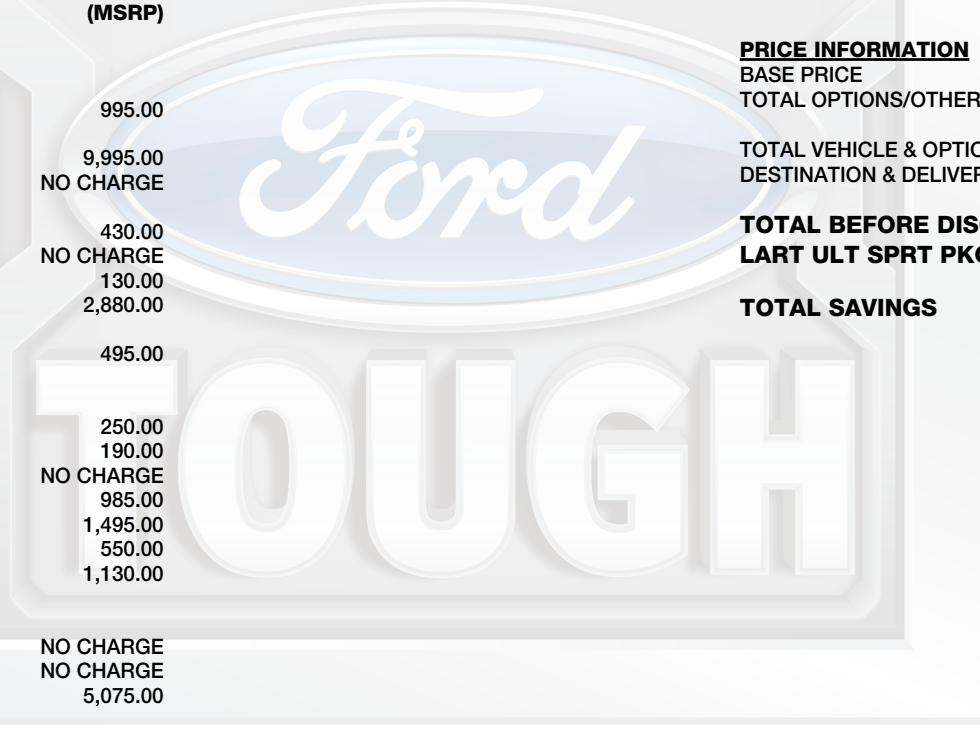 (MSRP)
995.00
9,995.00
NO CHARGE
430.00
NO CHARGE
130.00
2,880.00
495.00
250.00
190.00
NO CHARGE
985.00
1,495.00
550.00
1,130.00
NO CHARGE
NO CHARGE
5,075.00
PRICE INFORMATION
BASE PRICE
TOTAL OPTIONS/OTHER
TOTAL VEHICLE & OPTIO
DESTINATION & DELIVER
TOTAL BEFORE DIS
LART ULT SPRT PKG
TOTAL SAVINGS
Ford
TOUGH